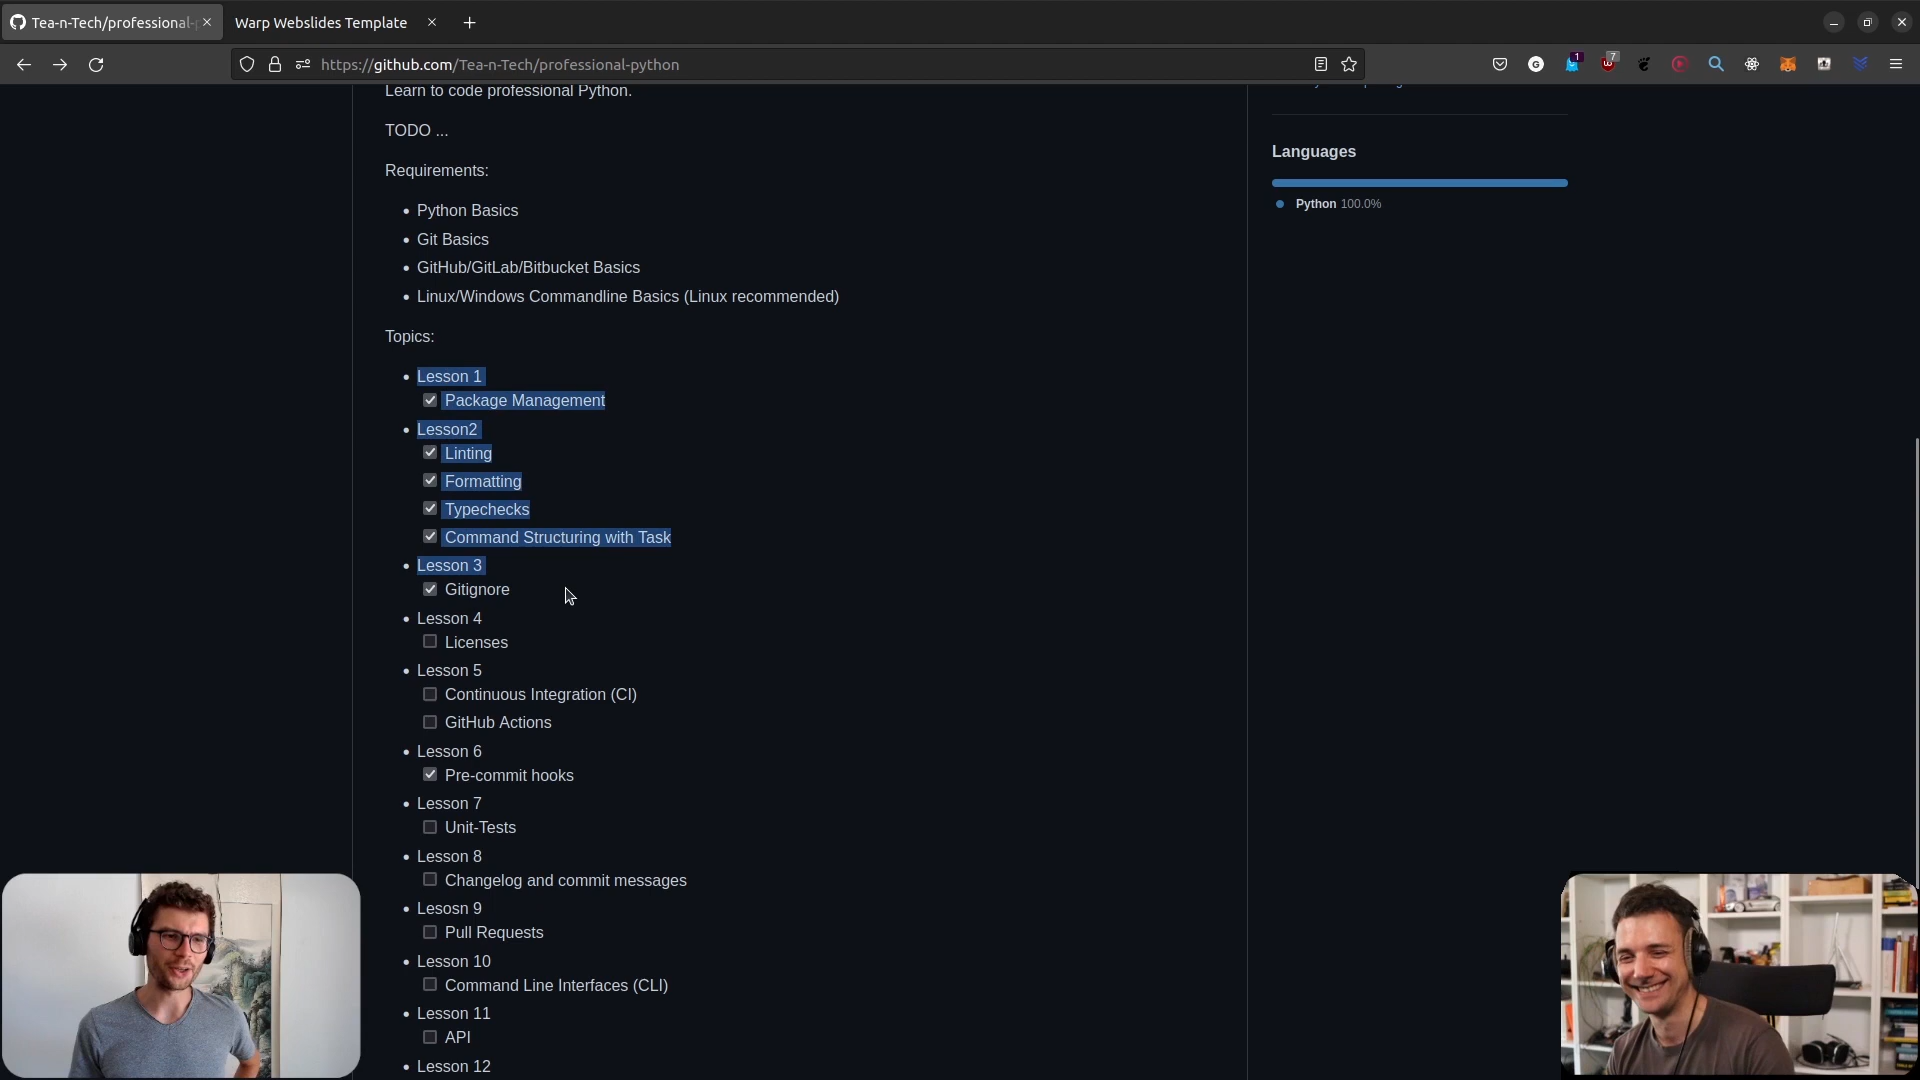 Tea-n-Tech/professional-
Warp Webslides Template
https://github.com/Tea-n-Tech/professional-python
1
7
Learn to code professional Python.
TODO ...
Requirements:
Python Basics
Git Basics
GitHub/GitLab/Bitbucket Basics
Linux/Windows Commandline Basics (Linux recommended)
Topics:
Lesson 1
Package Management
Lesson2
Linting
Formatting
Typechecks
Command Structuring with Task
Lesson 3
Gitignore
Lesson 4
Licenses
Lesson 5
Continuous Integration (CI)
GitHub Actions
Lesson 6
Pre-commit hooks
Lesson 7
Unit-Tests
Lesson 8
Changelog and commit messages
Lesosn 9
Pull Requests
Lesson 10
Command Line Interfaces (CLI)
Lesson 11
API
Lesson 12
Languages
Python 100.0%